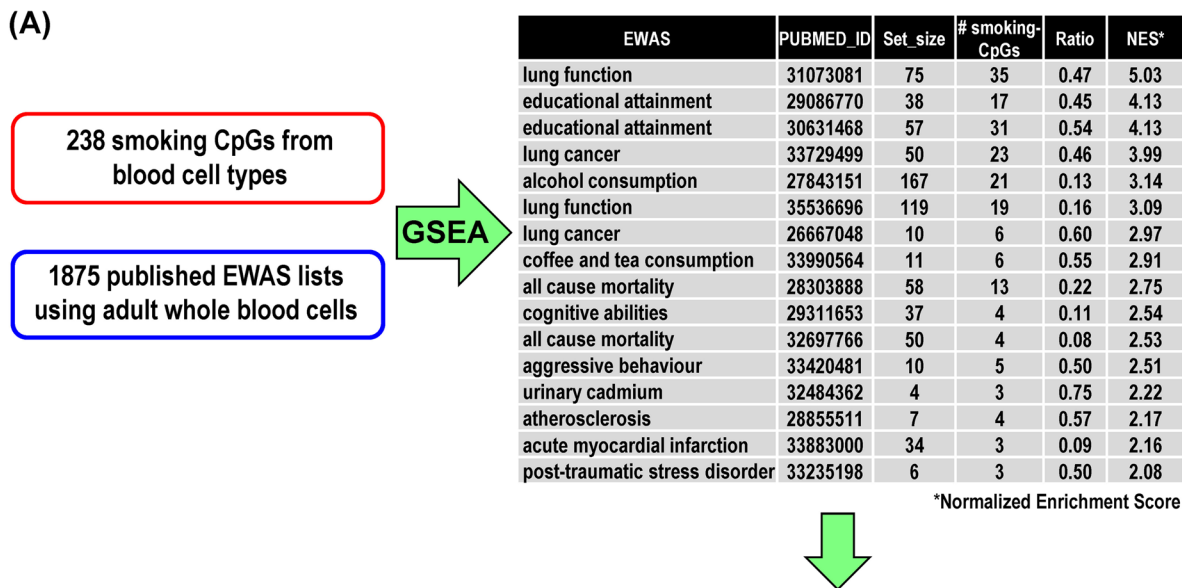 (A)
238 smoking CpGs from
blood cell types
1875 published EWAS lists
using adult whole blood cells
GSEA
EWAS PUBMED_ID Set_size # smoking-CpGs Ratio NES*
lung function 31073081 75 35 0.47 5.03
educational attainment 29086770 38 17 0.45 4.13
educational attainment 30631468 57 31 0.54 4.13
lung cancer 33729499 50 23 0.46 3.99
alcohol consumption 27843151 167 21 0.13 3.14
lung function 35536696 119 19 0.16 3.09
lung cancer 26667048 10 6 0.60 2.97
coffee and tea consumption 33990564 11 6 0.55 2.91
all cause mortality 28303888 58 13 0.22 2.75
cognitive abilities 29311653 37 4 0.11 2.54
all cause mortality 32697766 50 4 0.08 2.53
aggressive behaviour 33420481 10 5 0.50 2.51
urinary cadmium 32484362 4 3 0.75 2.22
atherosclerosis 28855511 7 4 0.57 2.17
acute myocardial infarction 33883000 34 3 0.09 2.16
post-traumatic stress disorder 33235198 6 3 0.50 2.08
*Normalized Enrichment Score